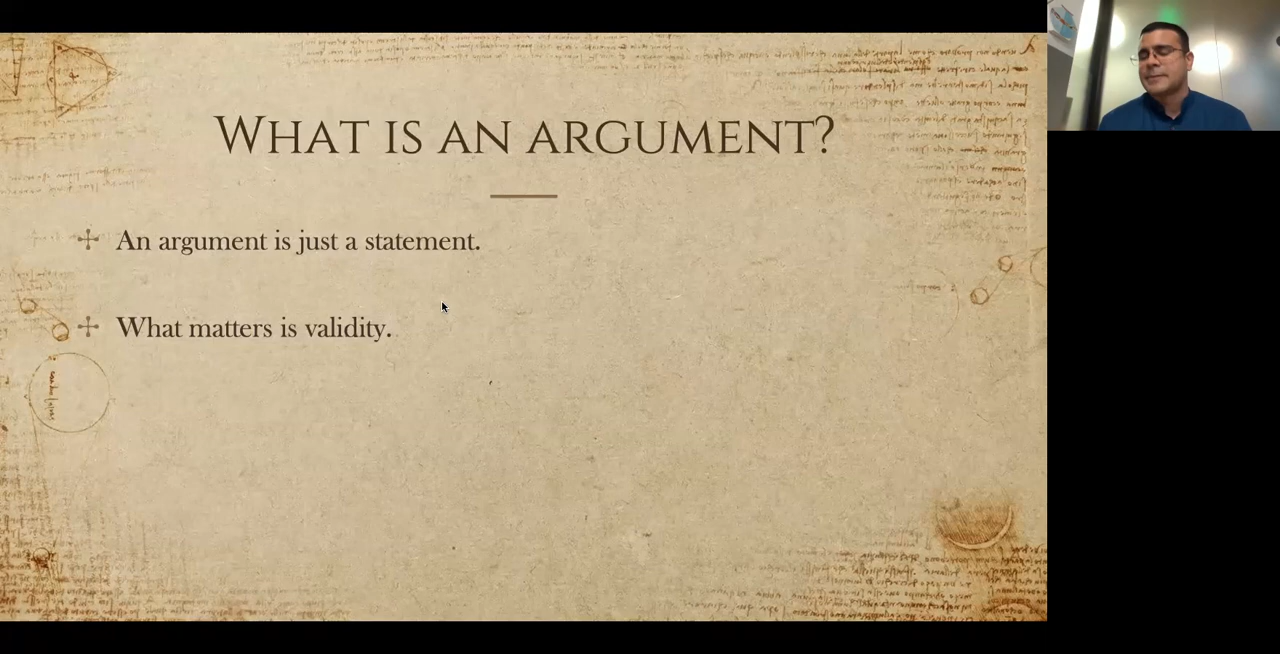 WHAT IS AN ARGUMENT?
An argument is just a statement.
What matters is validity.